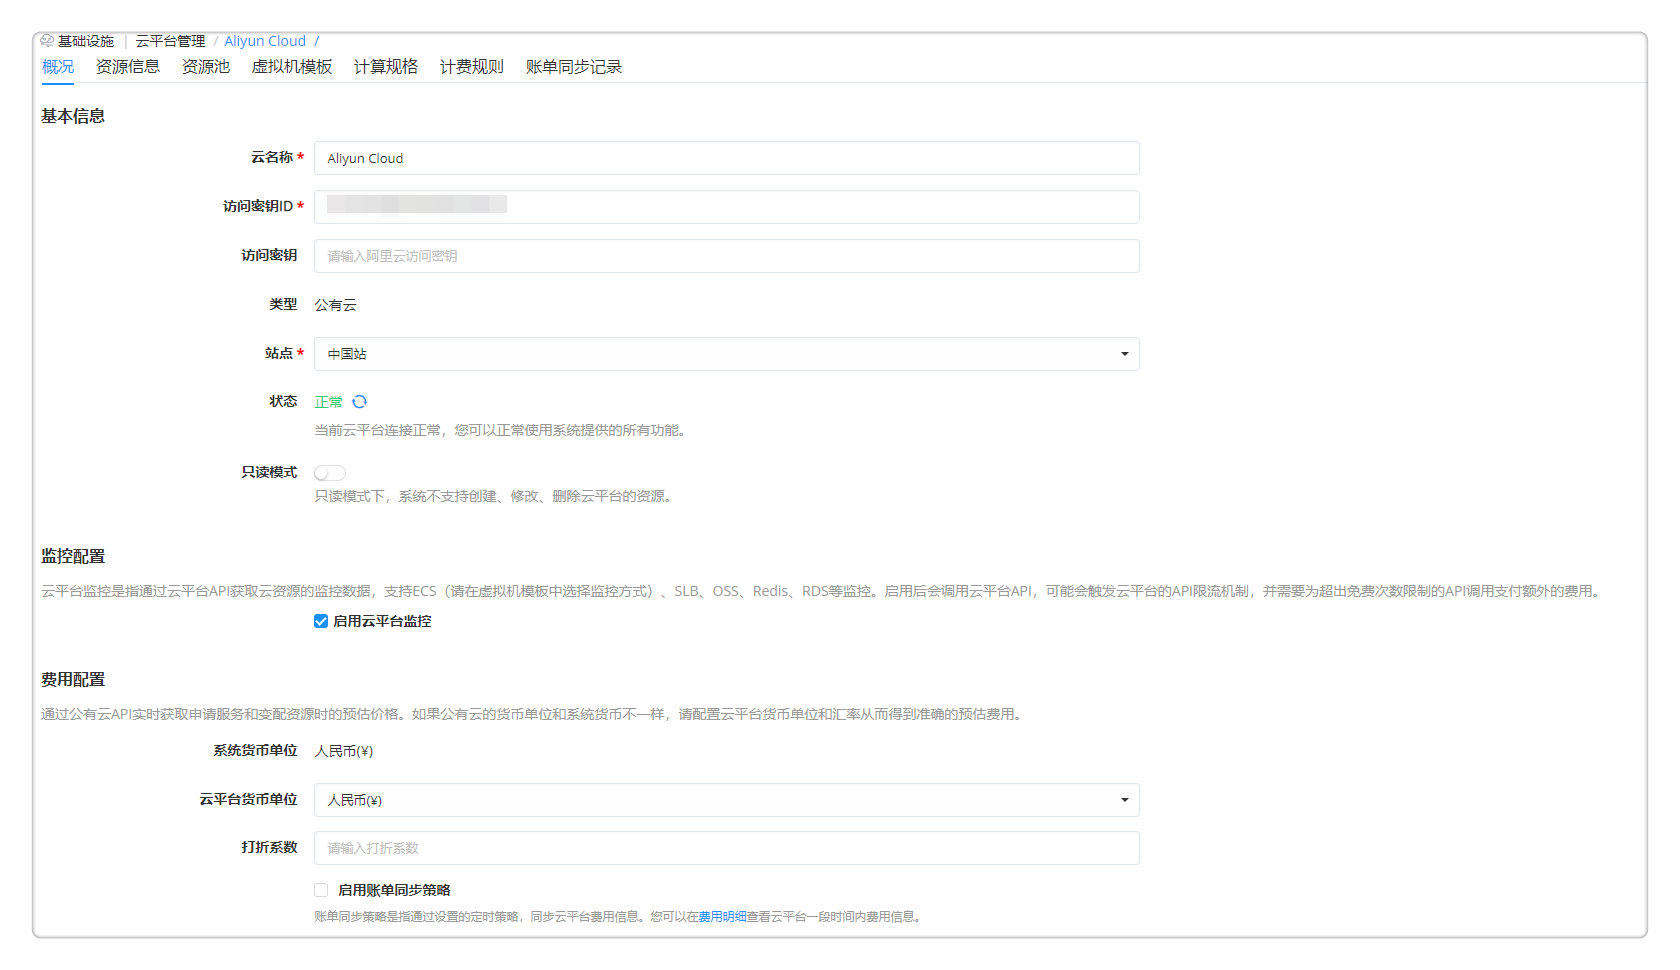 基础设施 | 云平台管理 / Aliyun Cloud /
概况 资源信息 资源池 虚拟机模板 计算规格 计费规则 账单同步记录
基本信息
云名称 * Aliyun Cloud
访问密钥ID *
访问密钥 请输入阿里云访问密钥
类型 公有云
站点 * 中国站
状态 正常
当前云平台连接正常，您可以正常使用系统提供的所有功能。
只读模式
只读模式下，系统不支持创建、修改、删除云平台的资源。
监控配置
云平台监控是指通过云平台API获取云资源的监控数据，支持ECS（请在虚拟机模板中选择监控方式）、SLB、OSS、Redis、RDS等监控。启用后会调用云平台API，可能会触发云平台的API限流机制，并需要为超出免费次数限制的API调用支付额外的费用。
启用云平台监控
费用配置
通过公有云API实时获取申请服务和变配资源时的预估价格。如果公有云的货币单位和系统货币不一样，请配置云平台货币单位和汇率从而得到准确的预估费用。
系统货币单位 人民币(¥)
云平台货币单位 人民币(¥)
打折系数 请输入打折系数
启用账单同步策略
账单同步策略是指通过设置的定时策略，同步云平台费用信息。您可以在费用明细查看云平台一段时间内费用信息。